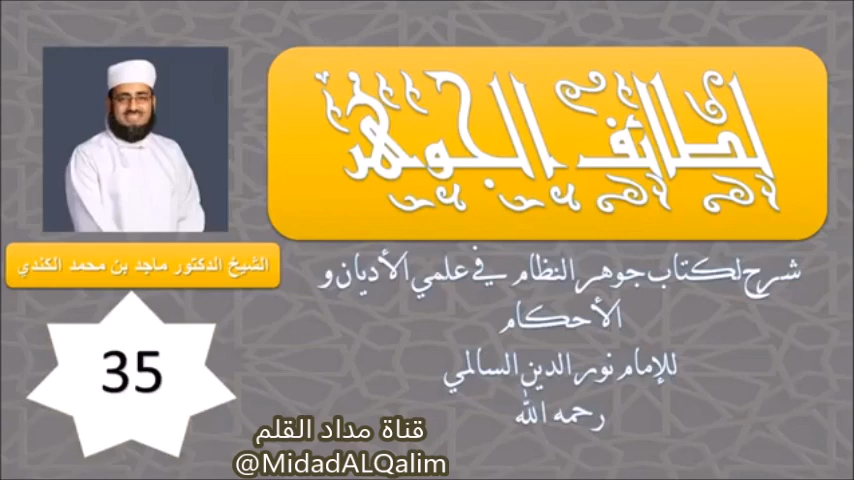 لطائف الجوهر
شرح لكتاب جوهر النظام في علمي الأديان و
الأحكام
للإمام نور الدين السالمي
رحمه الله
الشيخ الدكتور ماجد بن محمد الكندي
35
قناة مداد القلم
@MidadALQalim